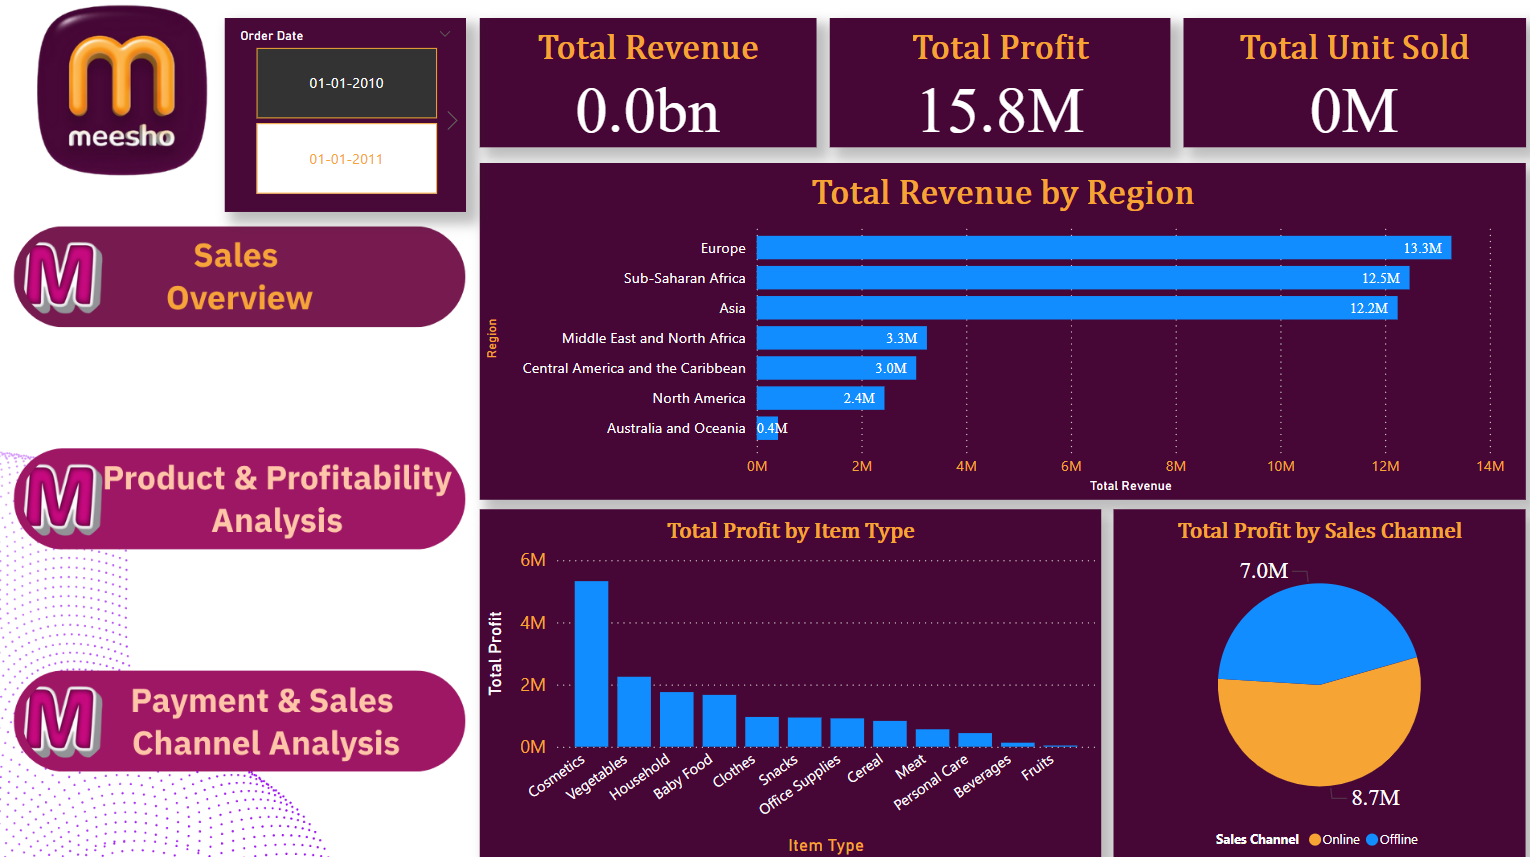 meesho
Order Date
01-01-2010
01-01-2011
Total Revenue
0.0bn
Total Profit
15.8M
Total Unit Sold
0M
M
Sales
Overview
M
Product & Profitability
Analysis
M
Payment & Sales
Channel Analysis
Total Revenue by Region
Region
Europe
13.3M
Sub-Saharan Africa
12.5M
Asia
12.2M
Middle East and North Africa
3.3M
Central America and the Caribbean
3.0M
North America
2.4M
Australia and Oceania
0.4M
0M 2M 4M 6M 8M 10M 12M 14M
Total Revenue
Total Profit by Item Type
Total Profit
6M
4M
2M
0M
Cosmetics
Vegetables
Household
Baby Food
Clothes
Snacks
Office Supplies
Cereal
Meat
Personal Care
Beverages
Fruits
Item Type
Total Profit by Sales Channel
7.0M
8.7M
Sales Channel Online Offline